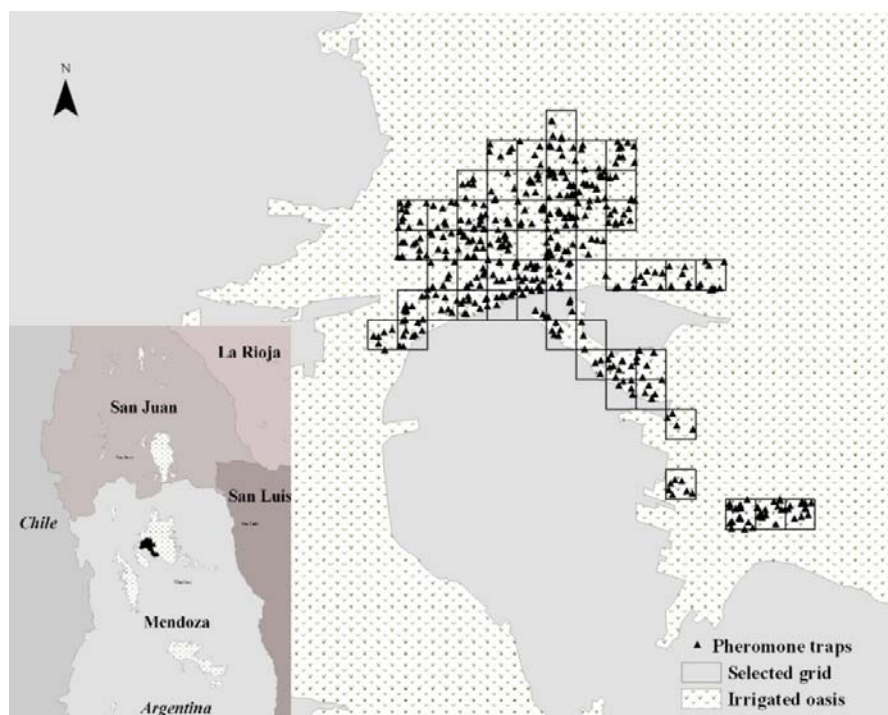 N
La Rioja
San Juan
San Luis
Chile
Mendoza
Argentina
Pheromone traps
Selected grid
Irrigated oasis